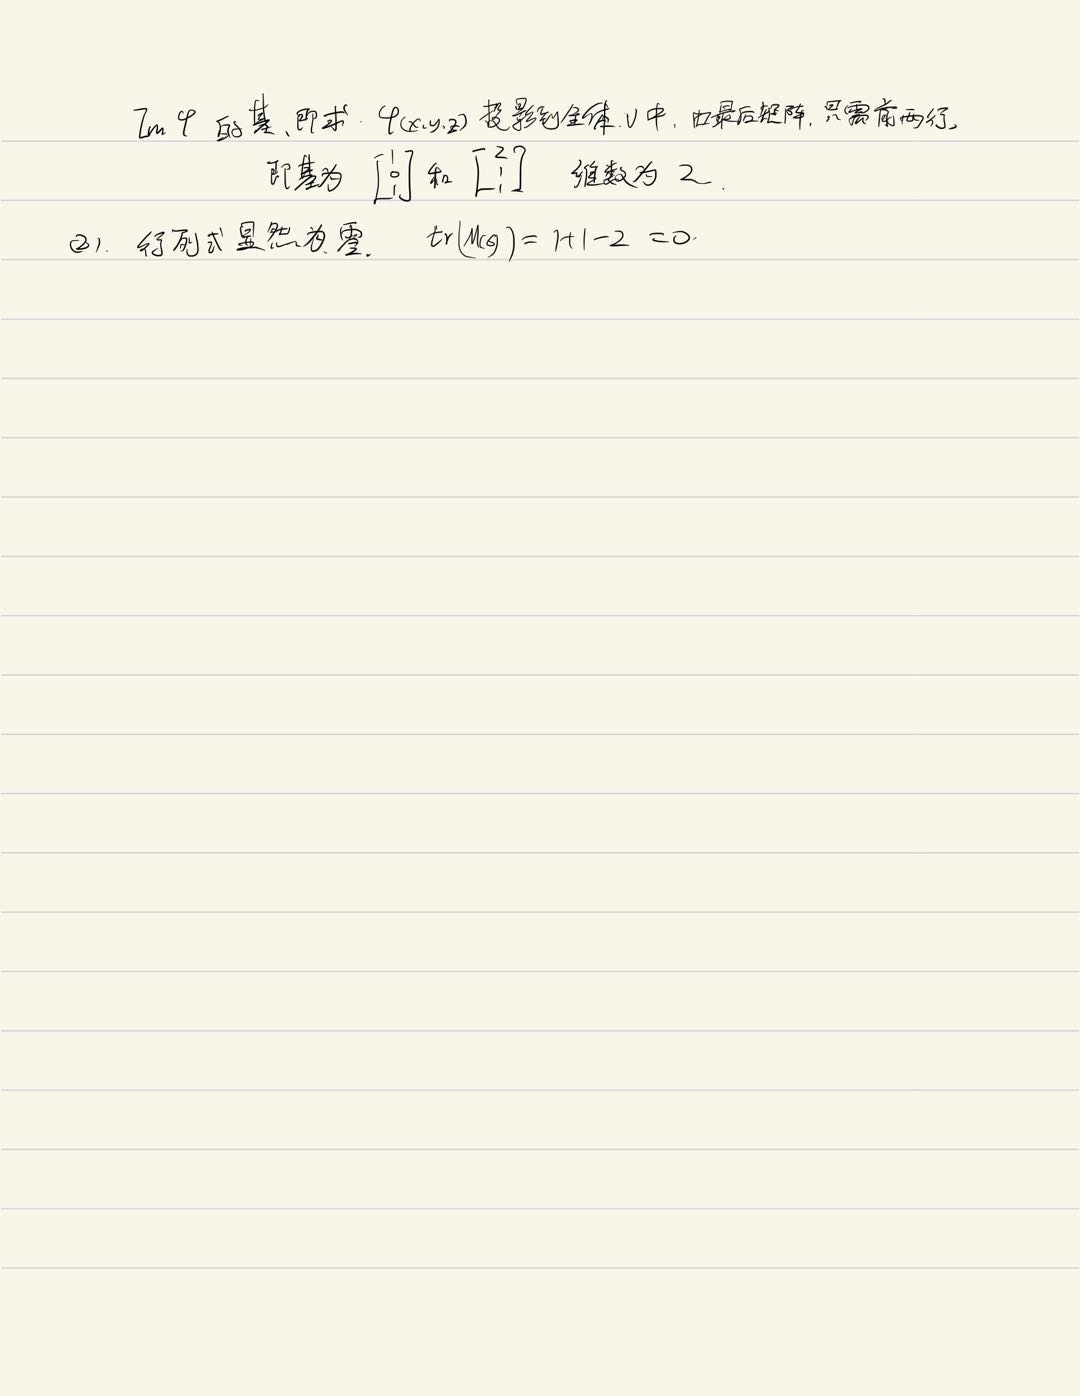 Im φ 的基、即求 φ(x,y,z) 投影到全体 V 中, 由最后矩阵, 只需前两行。
即基为 [1 0 1] 和 [2 1 1] 维数为 2.
(2). 行列式显然为零. tr(M(φ)) = 1+1-2 = 0.